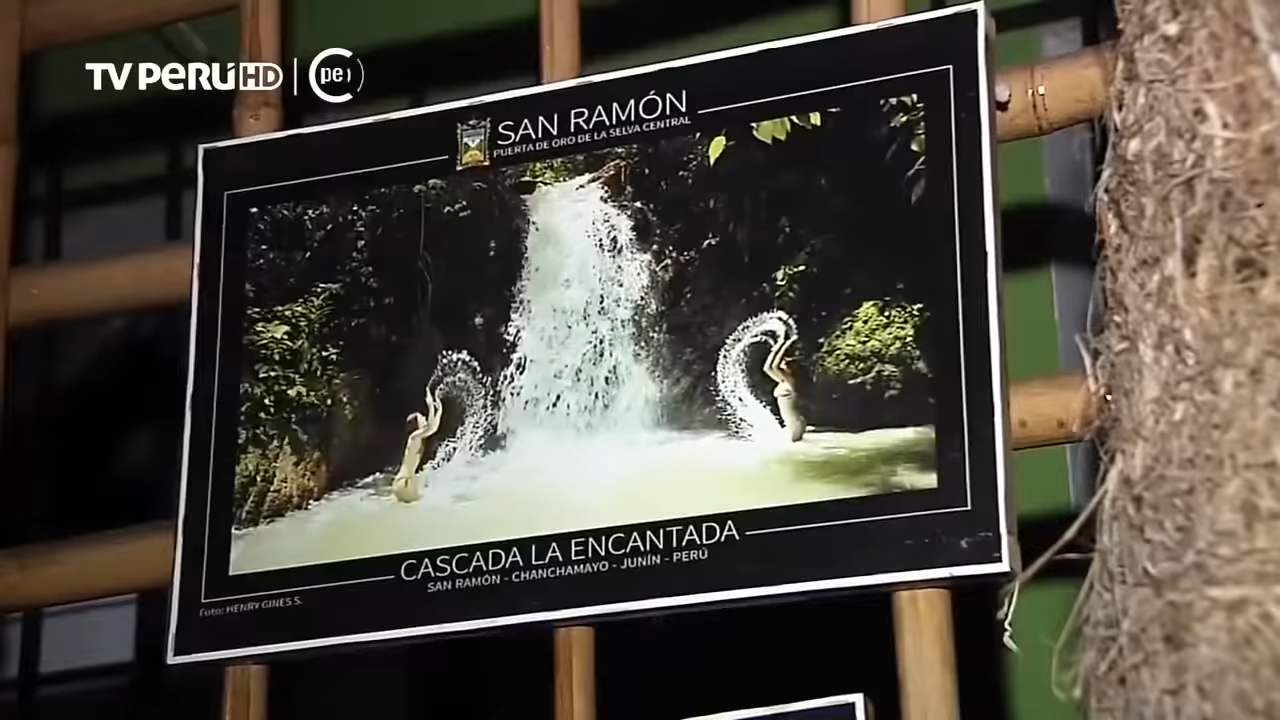 TV PERÚ HD | pe
SAN RAMÓN
PUERTA DE ORO DE LA SELVA CENTRAL
CASCADA LA ENCANTADA
SAN RAMÓN - CHANCHAMAYO - JUNÍN - PERÚ
Foto: HENRY GINES S.